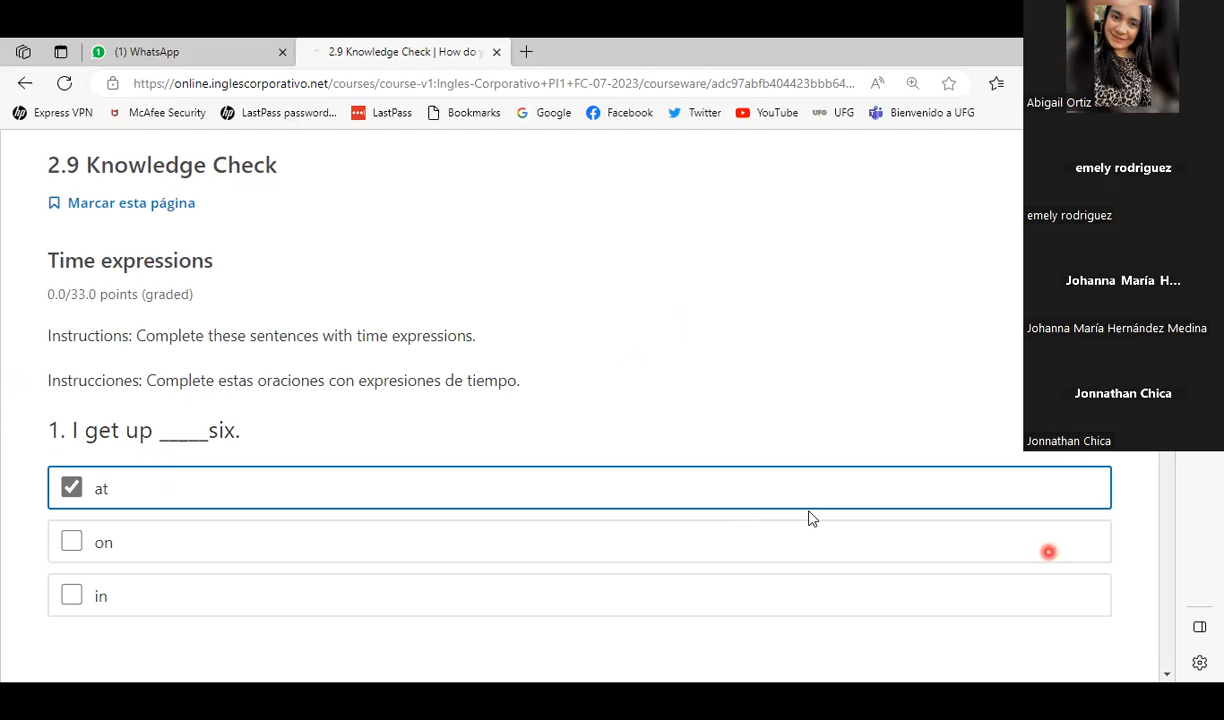 (1) WhatsApp
2.9 Knowledge Check | How do y
https://online.inglescorporativo.net/courses/course-v1:Ingles-Corporativo+PI1+FC-07-2023/courseware/adc97abfb404423bbb64...
Express VPN
McAfee Security
LastPass password...
LastPass
Bookmarks
Google
Facebook
Twitter
YouTube
UFG
UFG
Bienvenido a UFG
2.9 Knowledge Check
Marcar esta página
Time expressions
0.0/33.0 points (graded)
Instructions: Complete these sentences with time expressions.
Instrucciones: Complete estas oraciones con expresiones de tiempo.
1. I get up _____six.
at
on
in
Abigail Ortiz
emely rodriguez
emely rodriguez
Johanna María H...
Johanna María Hernández Medina
Jonnathan Chica
Jonnathan Chica